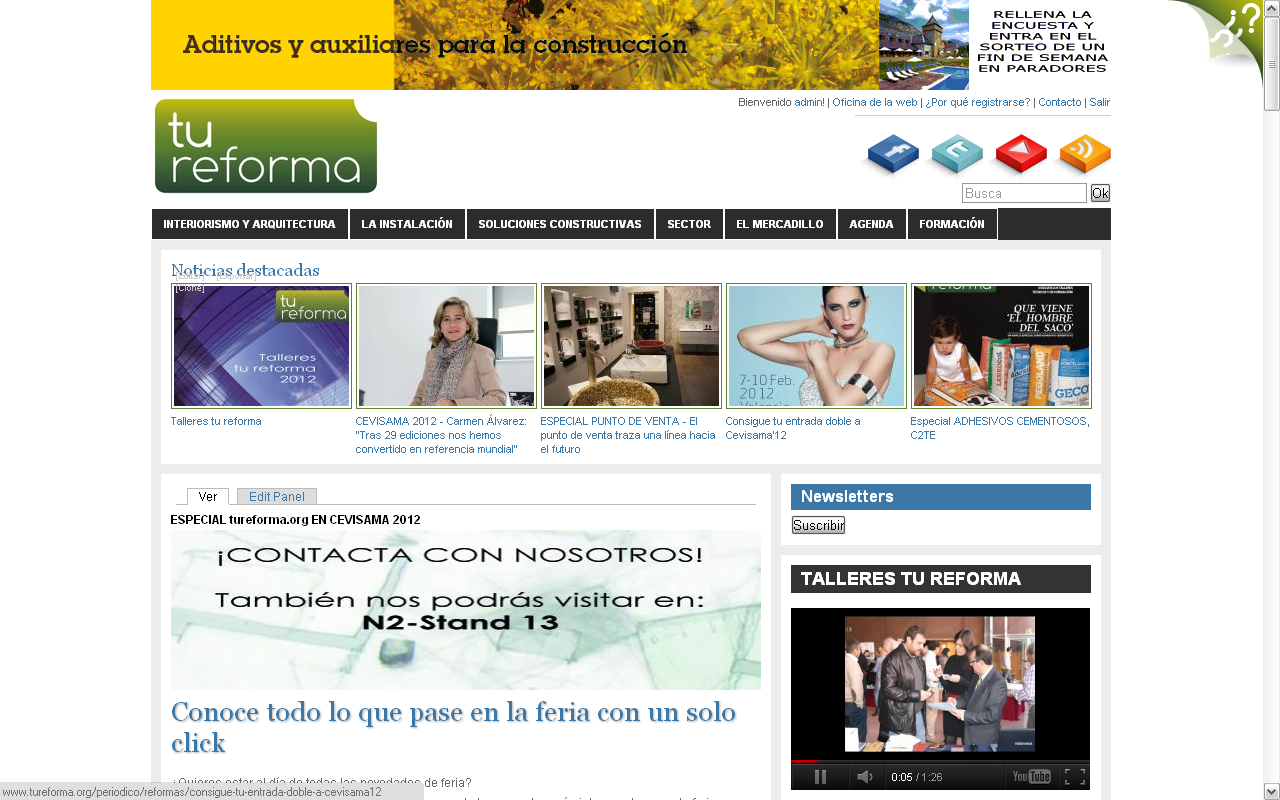 Aditivos y auxiliares para la construcción
RELLENA LA
ENCUESTA Y
ENTRA EN EL
SORTEO DE UN
FIN DE SEMANA
EN PARADORES
Bienvenido admin! | Oficina de la web | ¿Por qué registrarse? | Contacto | Salir
tu
reforma
Busca
Ok
INTERIORISMO Y ARQUITECTURA
LA INSTALACIÓN
SOLUCIONES CONSTRUCTIVAS
SECTOR
EL MERCADILLO
AGENDA
FORMACIÓN
Noticias destacadas
[Editar] [Exportar]
[Clone]
tu
reforma
Talleres
tu reforma
2012
7-10 Feb.
2012
Valencia
reforma
QUE VIENE
'EL HOMBRE
DEL SACO'
GECO
Talleres tu reforma
CEVISAMA 2012 - Carmen Álvarez:
"Tras 29 ediciones nos hemos
convertido en referencia mundial"
ESPECIAL PUNTO DE VENTA - El
punto de venta traza una línea hacia
el futuro
Consigue tu entrada doble a
Cevisama'12
Especial ADHESIVOS CEMENTOSOS,
C2TE
Ver
Edit Panel
ESPECIAL tureforma.org EN CEVISAMA 2012
¡CONTACTA CON NOSOTROS!
También nos podrás visitar en:
N2-Stand 13
Conoce todo lo que pase en la feria con un solo
click
¿Quieres estar al día de todas las novedades de feria?
Newsletters
Suscribir
TALLERES TU REFORMA
0:05 / 1:26
YouTube
www.tureforma.org/periodico/reformas/consigue-tu-entrada-doble-a-cevisama12